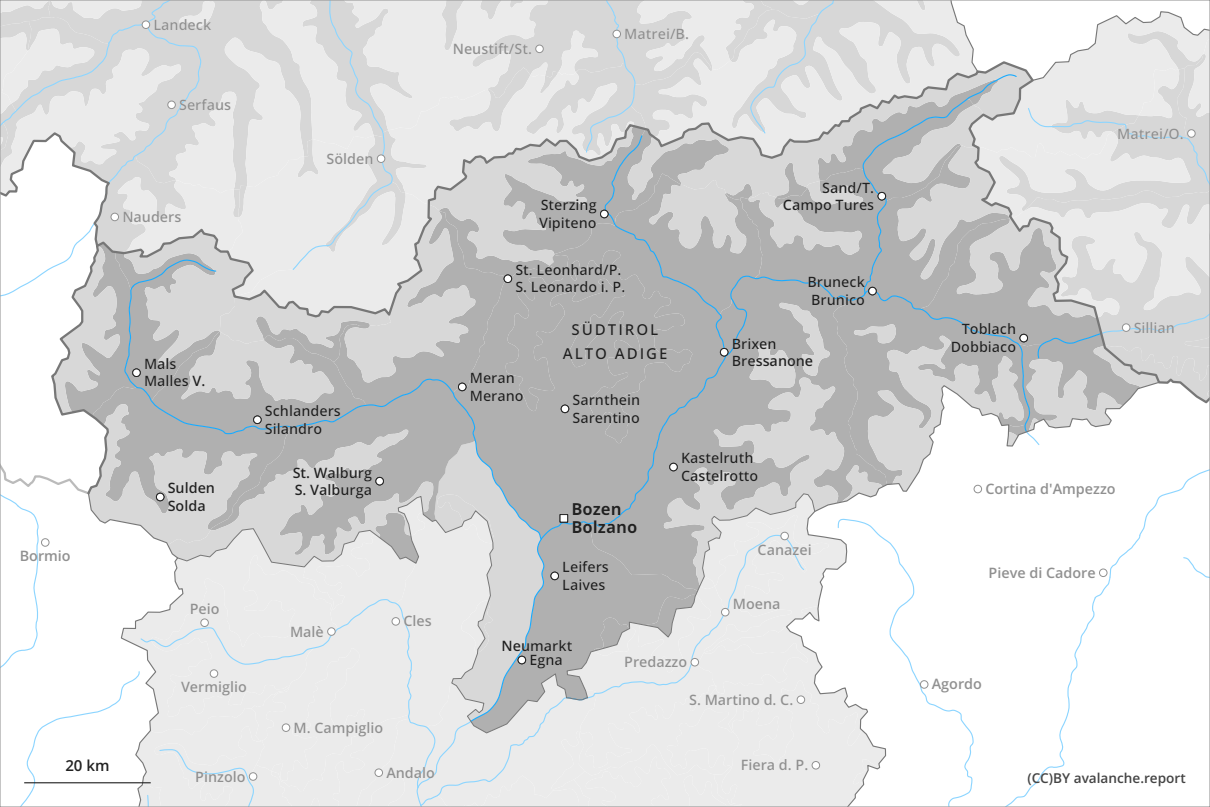 Landeck
Matrei/B.
Neustift/St.
Serfaus
Matrei/O.
Sölden
Sand/T.
Campo Tures
Nauders
Sterzing
Vipiteno
St. Leonhard/P.
S. Leonardo i. P.
Bruneck
Brunico
SÜDTIROL
ALTO ADIGE
Toblach
Dobbiaco
Sillian
Brixen
Bressanone
Mals
Malles V.
Meran
Merano
Sarnthein
Sarentino
Schlanders
Silandro
Kastelruth
Castelrotto
St. Walburg
S. Valburga
Sulden
Solda
Cortina d'Ampezzo
Bozen
Bolzano
Bormio
Canazei
Leifers
Laives
Pieve di Cadore
Peio
Moena
Cles
Malè
Neumarkt
Egna
Predazzo
Vermiglio
Agordo
S. Martino d. C.
M. Campiglio
Fiera d. P.
20 km
Pinzolo
Andalo
(CC)BY avalanche.report